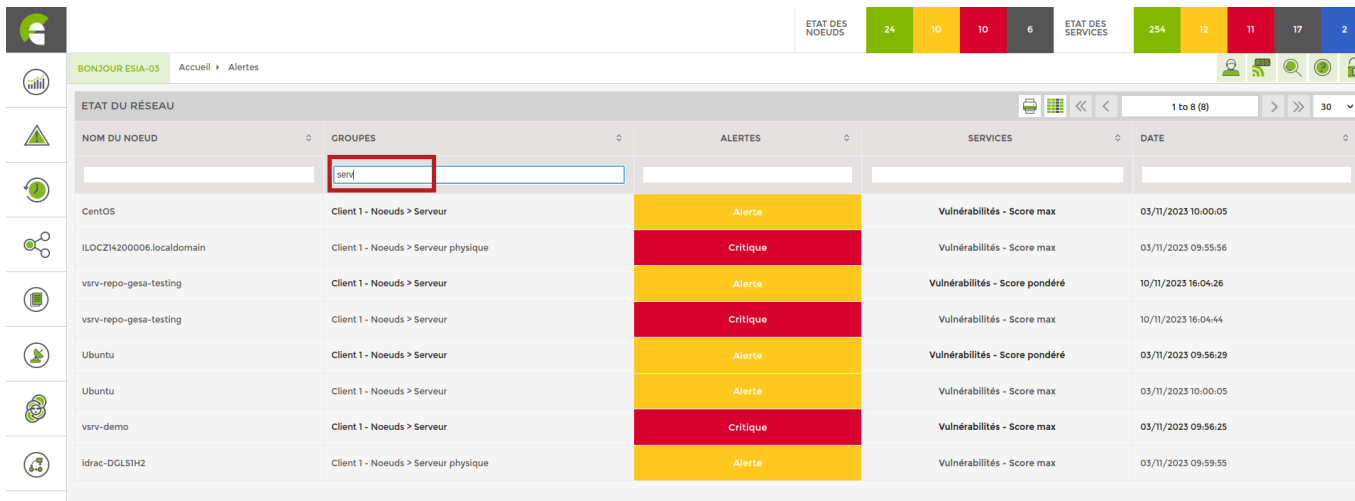 ETAT DES NOEUDS 24 10 10 6 ETAT DES SERVICES 254 12 11 17 2
BONJOUR ESIA-03 Accueil Alertes
ETAT DU RÉSEAU 1 to 8 (8) 30
NOM DU NOEUD GROUPES ALERTES SERVICES DATE
serv
CentOS Client 1 - Noeuds > Serveur Alerte Vulnérabilités - Score max 03/11/2023 10:00:05
ILOCZ14200006.localdomain Client 1 - Noeuds > Serveur physique Critique Vulnérabilités - Score max 03/11/2023 09:55:56
vsrv-repo-gesa-testing Client 1 - Noeuds > Serveur Alerte Vulnérabilités - Score pondéré 10/11/2023 16:04:26
vsrv-repo-gesa-testing Client 1 - Noeuds > Serveur Critique Vulnérabilités - Score max 10/11/2023 16:04:44
Ubuntu Client 1 - Noeuds > Serveur Alerte Vulnérabilités - Score pondéré 03/11/2023 09:56:29
Ubuntu Client 1 - Noeuds > Serveur Alerte Vulnérabilités - Score max 03/11/2023 10:00:05
vsrv-demo Client 1 - Noeuds > Serveur Critique Vulnérabilités - Score max 03/11/2023 09:56:25
idrac-DGLS1H2 Client 1 - Noeuds > Serveur physique Alerte Vulnérabilités - Score max 03/11/2023 09:59:55